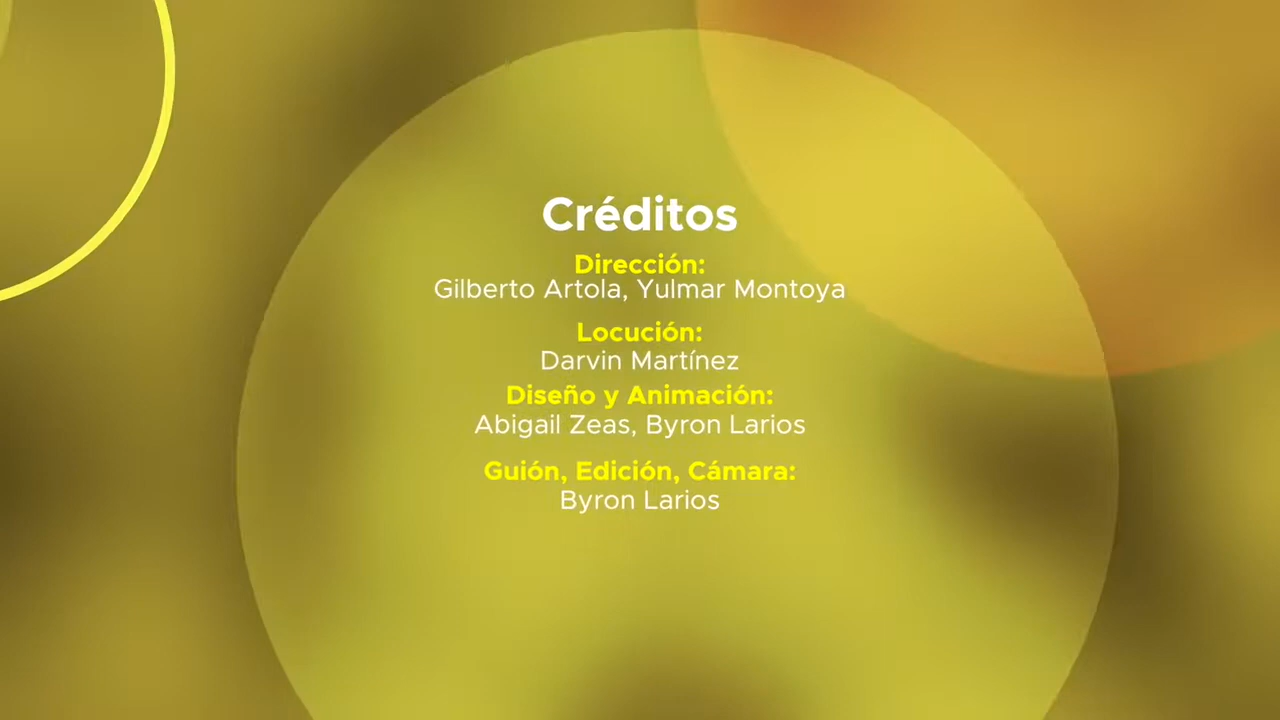 Créditos
Dirección:
Gilberto Artola, Yulmar Montoya
Locución:
Darvin Martínez
Diseño y Animación:
Abigail Zeas, Byron Larios
Guión, Edición, Cámara:
Byron Larios